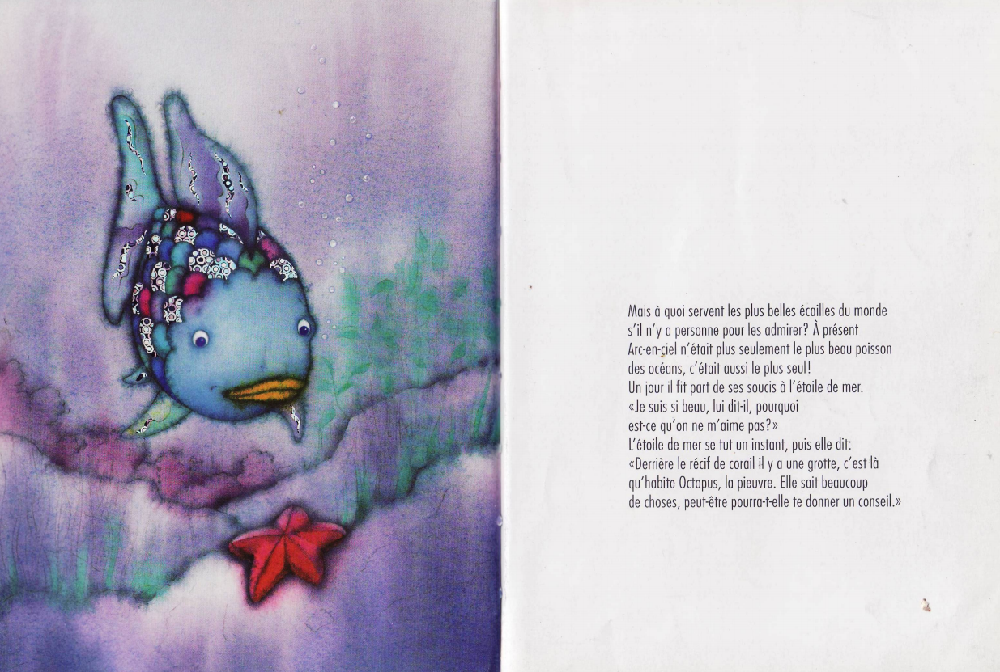 Mais à quoi servent les plus belles écailles du monde
s'il n'y a personne pour les admirer? À présent
Arc-en-ciel n'était plus seulement le plus beau poisson
des océans, c'était aussi le plus seul!
Un jour il fit part de ses soucis à l'étoile de mer.
«Je suis si beau, lui dit-il, pourquoi
est-ce qu'on ne m'aime pas?»
L'étoile de mer se tut un instant, puis elle dit:
«Derrière le récif de corail il y a une grotte, c'est là
qu'habite Octopus, la pieuvre. Elle sait beaucoup
de choses, peut-être pourra-t-elle te donner un conseil.»